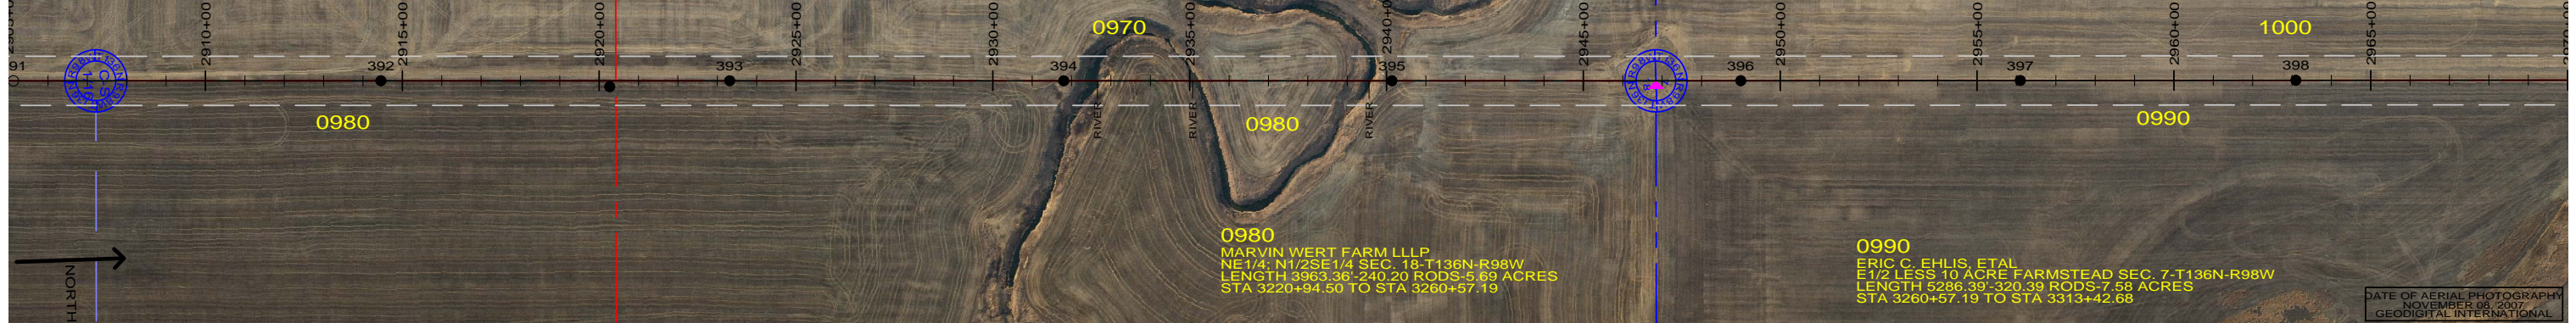 2910+00
2915+00
2920+00
2925+00
2930+00
2935+00
2940+00
2945+00
2950+00
2955+00
2960+00
2965+00
0970
1000
91
392
393
394
395
396
397
398
0980
0980
0990
RIVER
RIVER
RIVER
NORTH
0980
MARVIN WERT FARM LLLP
NE1/4; N1/2SE1/4 SEC. 18-T136N-R98W
LENGTH 3963.36'-240.20 RODS-5.69 ACRES
STA 3220+94.50 TO STA 3260+57.19
0990
ERIC C. EHLIS, ETAL
E1/2 LESS 10 ACRE FARMSTEAD SEC. 7-T136N-R98W
LENGTH 5286.39'-320.39 RODS-7.58 ACRES
STA 3260+57.19 TO STA 3313+42.68
DATE OF AERIAL PHOTOGRAPHY
NOVEMBER 08, 2007
GEODIGITAL INTERNATIONAL